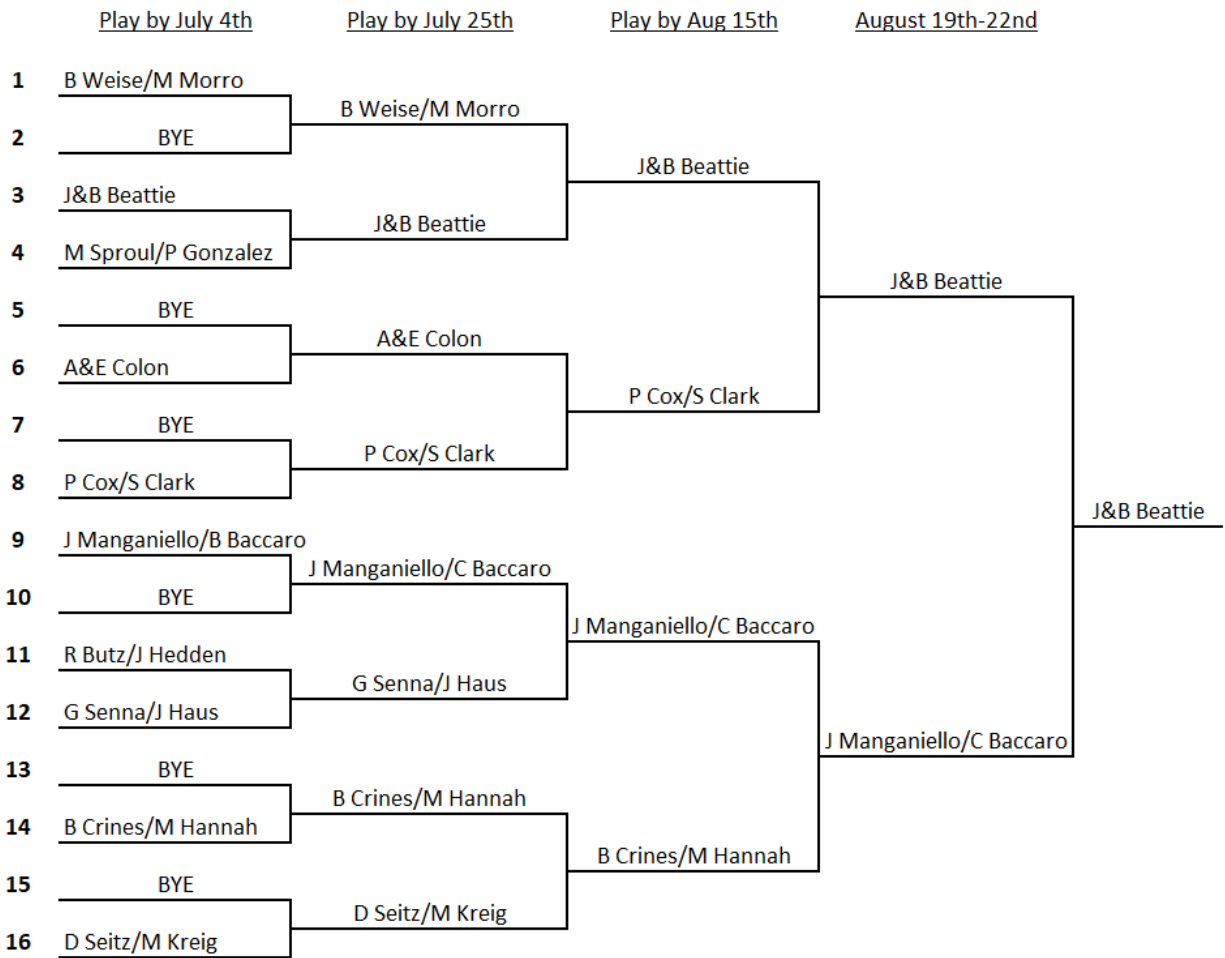 Play by July 4th Play by July 25th Play by Aug 15th August 19th-22nd
1 B Weise/M Morro
B Weise/M Morro
2 BYE
J&B Beattie
3 J&B Beattie
J&B Beattie
4 M Sproul/P Gonzalez
J&B Beattie
5 BYE
A&E Colon
6 A&E Colon
P Cox/S Clark
7 BYE
P Cox/S Clark
8 P Cox/S Clark
J&B Beattie
9 J Manganiello/B Baccaro
J Manganiello/C Baccaro
10 BYE
J Manganiello/C Baccaro
11 R Butz/J Hedden
G Senna/J Haus
12 G Senna/J Haus
J Manganiello/C Baccaro
13 BYE
B Crines/M Hannah
14 B Crines/M Hannah
B Crines/M Hannah
15 BYE
D Seitz/M Kreig
16 D Seitz/M Kreig